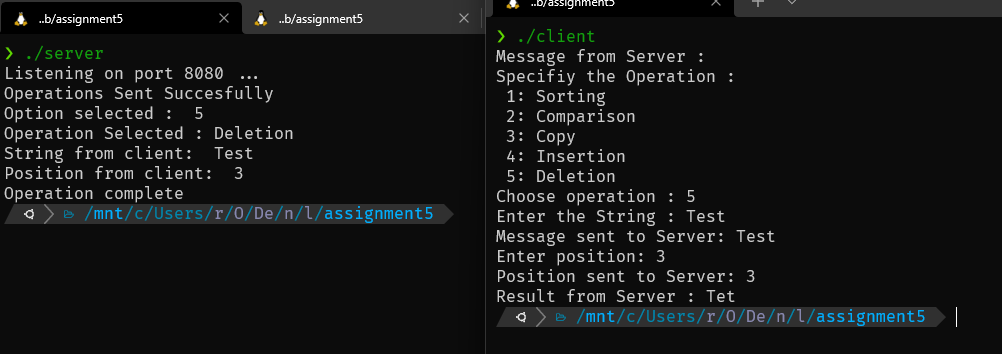 ..b/assignment5
..b/assignment5
❯ ./server
Listening on port 8080 ...
Operations Sent Succesfully
Option selected :  5
Operation Selected : Deletion
String from client:  Test
Position from client:  3
Operation complete
/mnt/c/Users/r/O/De/n/l/assignment5
..b/assignment5
❯ ./client
Message from Server :
Specifiy the Operation :
1: Sorting
2: Comparison
3: Copy
4: Insertion
5: Deletion
Choose operation : 5
Enter the String : Test
Message sent to Server: Test
Enter position: 3
Position sent to Server: 3
Result from Server : Tet
/mnt/c/Users/r/O/De/n/l/assignment5